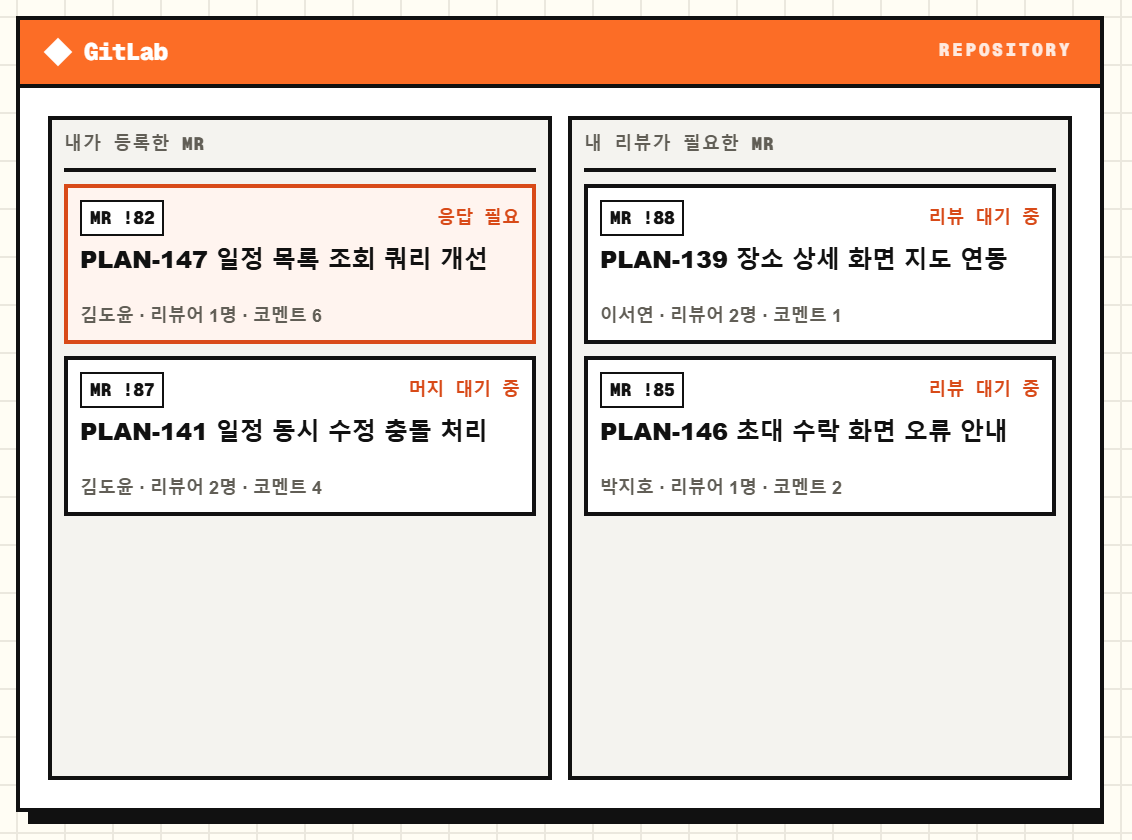 GitLab
REPOSITORY
내가 등록한 MR
MR !82
응답 필요
PLAN-147 일정 목록 조회 쿼리 개선
김도윤 · 리뷰어 1명 · 코멘트 6
MR !87
머지 대기 중
PLAN-141 일정 동시 수정 충돌 처리
김도윤 · 리뷰어 2명 · 코멘트 4
내 리뷰가 필요한 MR
MR !88
리뷰 대기 중
PLAN-139 장소 상세 화면 지도 연동
이서연 · 리뷰어 2명 · 코멘트 1
MR !85
리뷰 대기 중
PLAN-146 초대 수락 화면 오류 안내
박지호 · 리뷰어 1명 · 코멘트 2